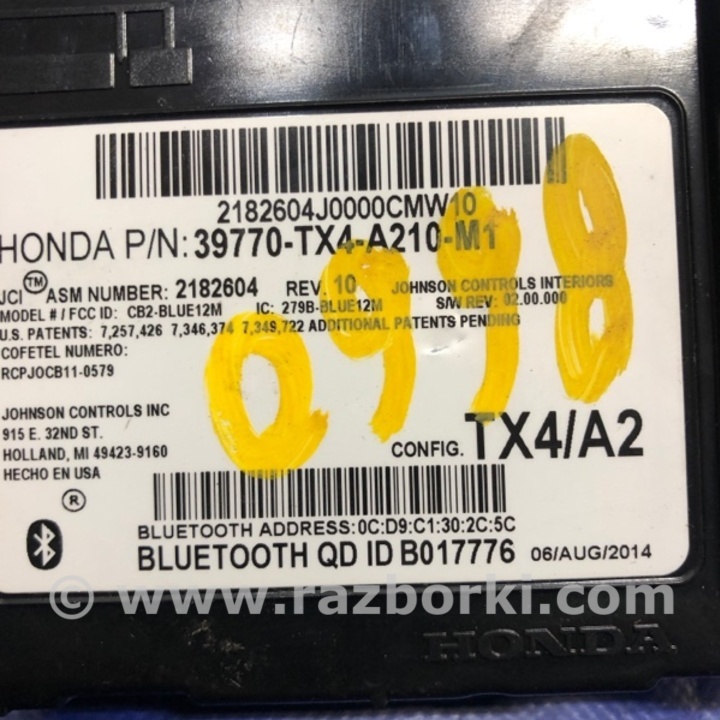 2182604J0000CMW10
HONDA P/N: 39770-TX4-A210-M1
JCI™ ASM NUMBER: 2182604 REV. 10 JOHNSON CONTROLS INTERIORS
MODEL # / FCC ID: CB2-BLUE12M IC: 279B-BLUE12M S/W REV: 02.00.000
U.S. PATENTS: 7,257,426 7,346,374 7,349,722 ADDITIONAL PATENTS PENDING
COFETEL NUMERO:
RCPJOCB11-0579
0998
JOHNSON CONTROLS INC
915 E. 32ND ST.
HOLLAND, MI 49423-9160
HECHO EN USA
CONFIG. TX4/A2
®
BLUETOOTH ADDRESS:0C:D9:C1:30:2C:5C
BLUETOOTH QD ID B017776 06/AUG/2014
© www.razborki.com
HONDA